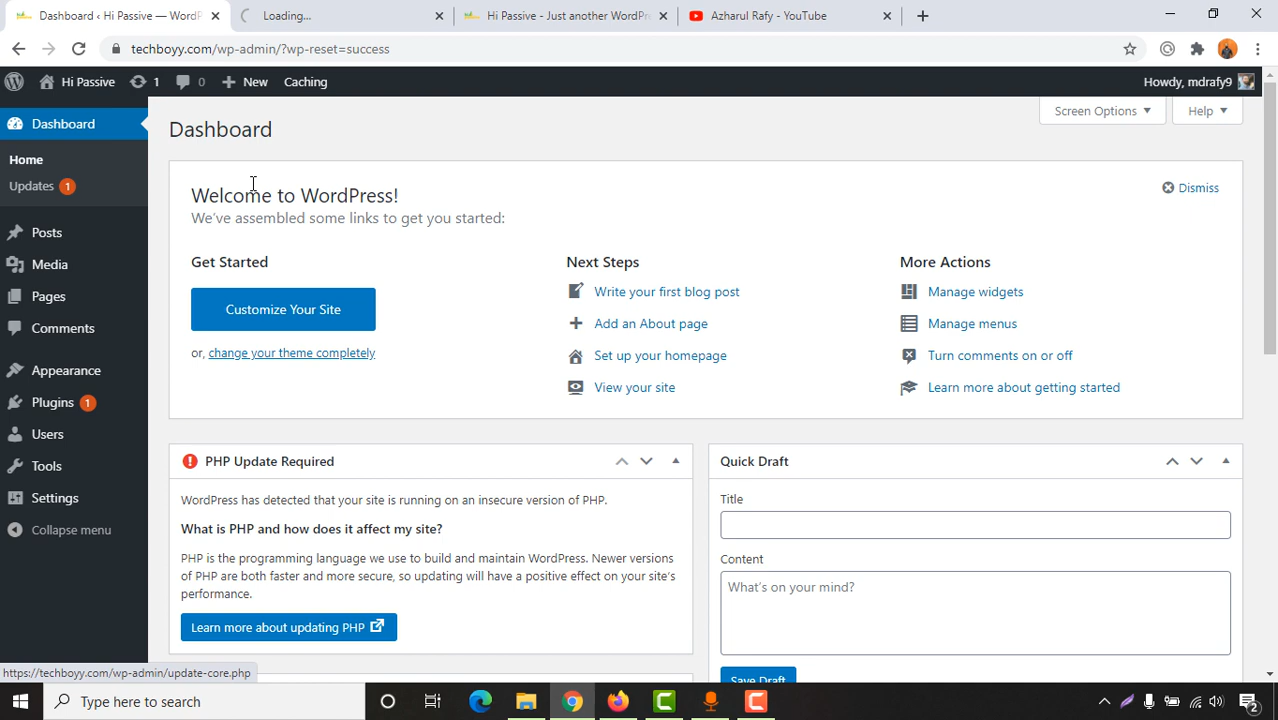 Dashboard ‹ Hi Passive — WordP
Loading...
Hi Passive - Just another WordPr
Azharul Rafy - YouTube
techboyy.com/wp-admin/?wp-reset=success
Hi Passive
1
0
New
Caching
Howdy, mdrafy9
Dashboard
Home
Updates 1
Posts
Media
Pages
Comments
Appearance
Plugins 1
Users
Tools
Settings
Collapse menu
Screen Options
Help
Dashboard
Welcome to WordPress!
Dismiss
We've assembled some links to get you started:
Get Started
Customize Your Site
or, change your theme completely
Next Steps
Write your first blog post
Add an About page
Set up your homepage
View your site
More Actions
Manage widgets
Manage menus
Turn comments on or off
Learn more about getting started
PHP Update Required
WordPress has detected that your site is running on an insecure version of PHP.
What is PHP and how does it affect my site?
PHP is the programming language we use to build and maintain WordPress. Newer versions
of PHP are both faster and more secure, so updating will have a positive effect on your site's
performance.
Learn more about updating PHP
Quick Draft
Title
Content
What's on your mind?
Save Draft
https://techboyy.com/wp-admin/update-core.php
Type here to search
2